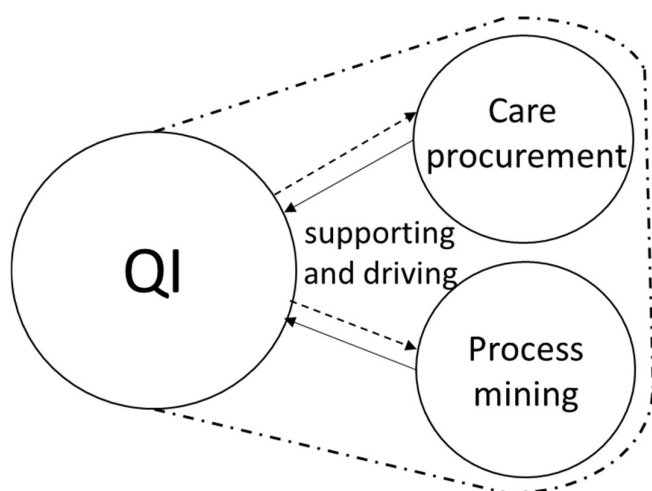 Care
procurement
supporting
and driving
QI
Process
mining